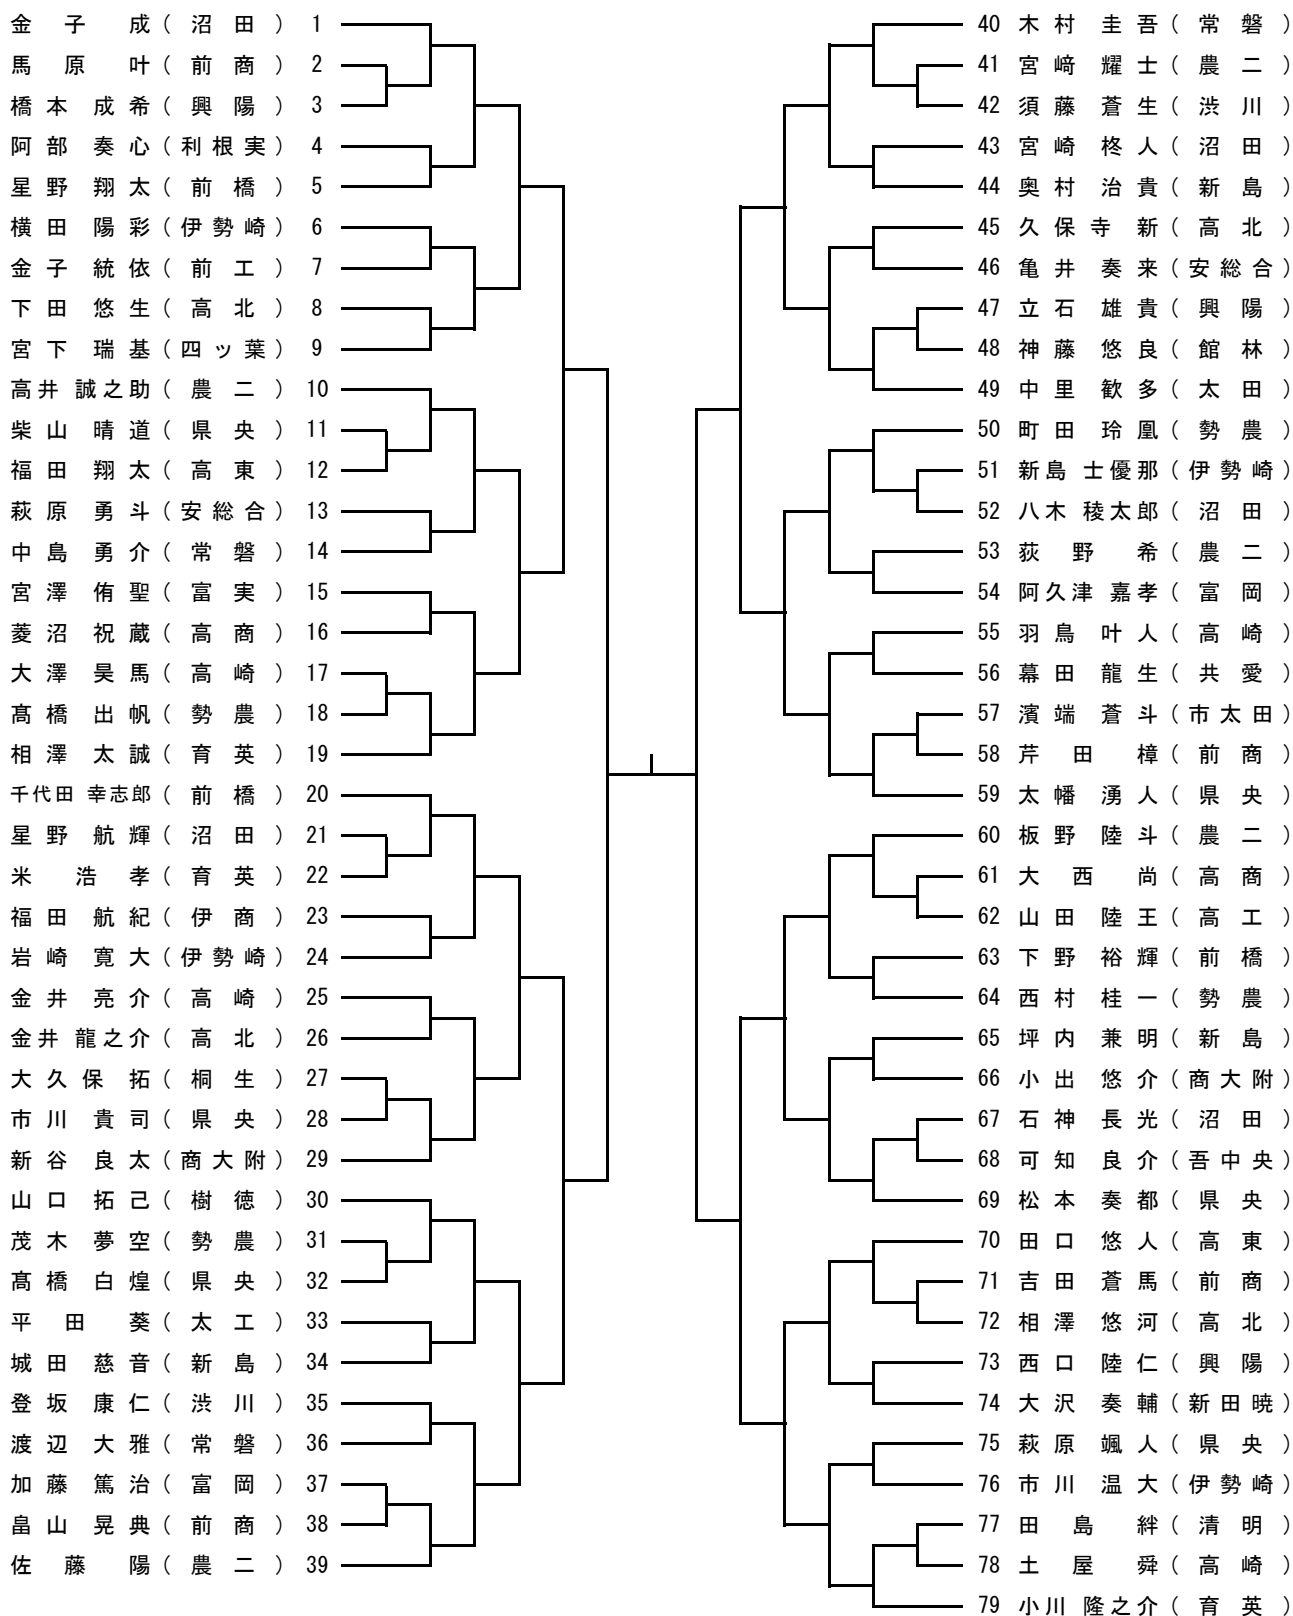 金子 成 ( 沼田 ) 1
馬原 叶 ( 前商 ) 2
橋本 成希 ( 興陽 ) 3
阿部 奏心 ( 利根実 ) 4
星野 翔太 ( 前橋 ) 5
横田 陽彩 ( 伊勢崎 ) 6
金子 統依 ( 前工 ) 7
下田 悠生 ( 高北 ) 8
宮下 瑞基 ( 四ッ葉 ) 9
高井 誠之助 ( 農二 ) 10
柴山 晴道 ( 県央 ) 11
福田 翔太 ( 高東 ) 12
萩原 勇斗 ( 安総合 ) 13
中島 勇介 ( 常磐 ) 14
宮澤 侑聖 ( 富実 ) 15
菱沼 祝蔵 ( 高商 ) 16
大澤 昊馬 ( 高崎 ) 17
髙橋 出帆 ( 勢農 ) 18
相澤 太誠 ( 育英 ) 19
千代田 幸志郎 ( 前橋 ) 20
星野 航輝 ( 沼田 ) 21
米 浩孝 ( 育英 ) 22
福田 航紀 ( 伊商 ) 23
岩崎 寛大 ( 伊勢崎 ) 24
金井 亮介 ( 高崎 ) 25
金井 龍之介 ( 高北 ) 26
大久保 拓 ( 桐生 ) 27
市川 貴司 ( 県央 ) 28
新谷 良太 ( 商大附 ) 29
山口 拓己 ( 樹徳 ) 30
茂木 夢空 ( 勢農 ) 31
髙橋 白煌 ( 県央 ) 32
平田 葵 ( 太工 ) 33
城田 慈音 ( 新島 ) 34
登坂 康仁 ( 渋川 ) 35
渡辺 大雅 ( 常磐 ) 36
加藤 篤治 ( 富岡 ) 37
畠山 晃典 ( 前商 ) 38
佐藤 陽 ( 農二 ) 39
40 木村 圭吾 ( 常磐 )
41 宮﨑 耀士 ( 農二 )
42 須藤 蒼生 ( 渋川 )
43 宮崎 柊人 ( 沼田 )
44 奥村 治貴 ( 新島 )
45 久保寺 新 ( 高北 )
46 亀井 奏来 ( 安総合 )
47 立石 雄貴 ( 興陽 )
48 神藤 悠良 ( 館林 )
49 中里 歓多 ( 太田 )
50 町田 玲凰 ( 勢農 )
51 新島 士優那 ( 伊勢崎 )
52 八木 稜太郎 ( 沼田 )
53 荻野 希 ( 農二 )
54 阿久津 嘉孝 ( 富岡 )
55 羽鳥 叶人 ( 高崎 )
56 幕田 龍生 ( 共愛 )
57 濱端 蒼斗 ( 市太田 )
58 芹田 樟 ( 前商 )
59 太幡 湧人 ( 県央 )
60 板野 陸斗 ( 農二 )
61 大西 尚 ( 高商 )
62 山田 陸王 ( 高工 )
63 下野 裕輝 ( 前橋 )
64 西村 桂一 ( 勢農 )
65 坪内 兼明 ( 新島 )
66 小出 悠介 ( 商大附 )
67 石神 長光 ( 沼田 )
68 可知 良介 ( 吾中央 )
69 松本 奏都 ( 県央 )
70 田口 悠人 ( 高東 )
71 吉田 蒼馬 ( 前商 )
72 相澤 悠河 ( 高北 )
73 西口 陸仁 ( 興陽 )
74 大沢 奏輔 ( 新田暁 )
75 萩原 颯人 ( 県央 )
76 市川 温大 ( 伊勢崎 )
77 田島 絆 ( 清明 )
78 土屋 舜 ( 高崎 )
79 小川 隆之介 ( 育英 )